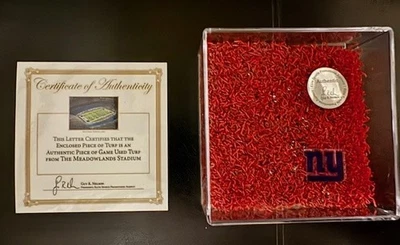 Certificate of Authenticity
This Letter Certifies that the
Enclosed Piece of Turf is an
Authentic Piece of Game Used Turf
from The Meadowlands Stadium
ny